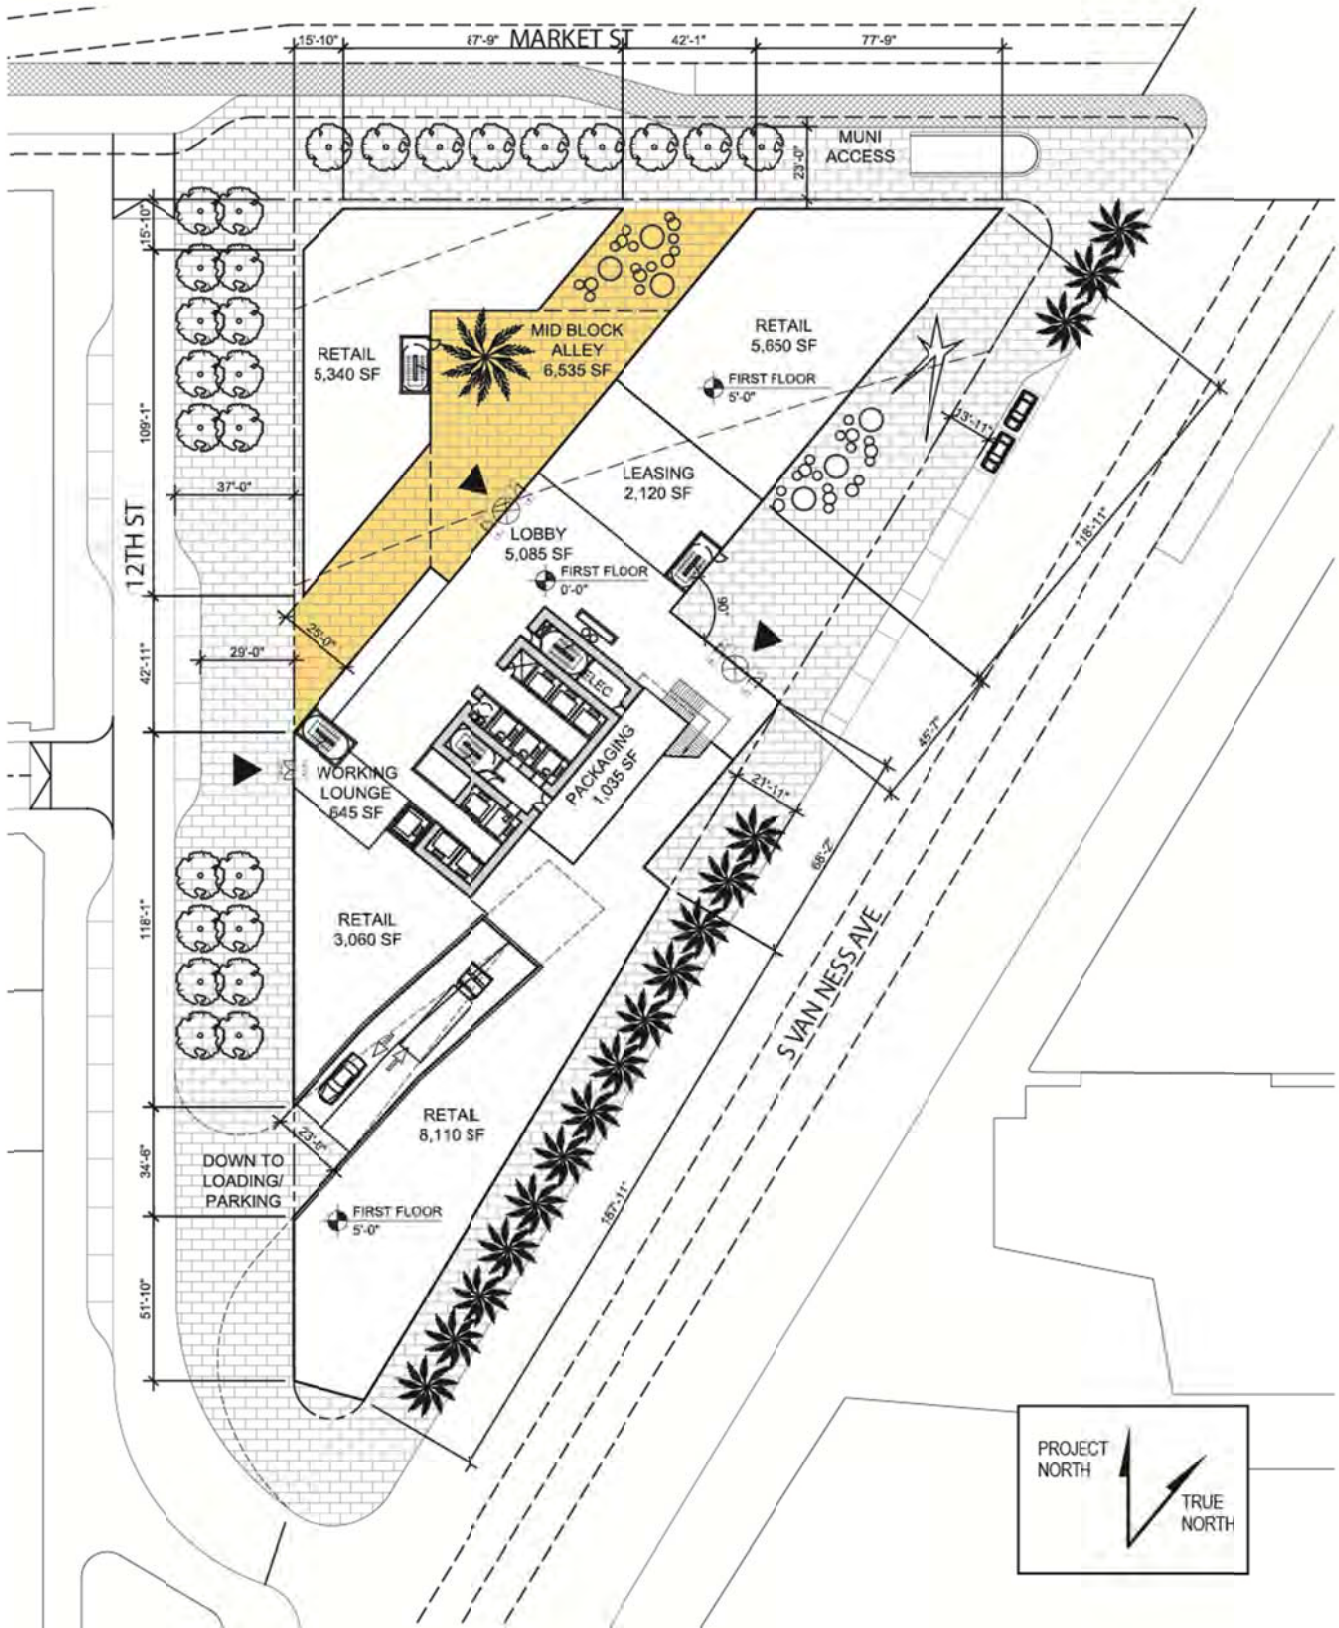 MARKET ST
15'-10"
87'-9"
42'-1"
77'-9"
MUNI
ACCESS
23'-0"
15'-10"
RETAIL
5,340 SF
MID BLOCK
ALLEY
6,535 SF
RETAIL
5,650 SF
FIRST FLOOR
5'-0"
109'-1"
13'-11"
37'-0"
LEASING
2,120 SF
118'-11"
12TH ST
LOBBY
5,085 SF
FIRST FLOOR
0'-0"
90°
25'-0"
29'-0"
42'-11"
ELEC
45'-7"
WORKING
LOUNGE
645 SF
PACKAGING
1,035 SF
21'-11"
68'-2"
118'-1"
RETAIL
3,060 SF
S VAN NESS AVE
RETAL
8,110 SF
23'-6"
34'-6"
DOWN TO
LOADING/
PARKING
FIRST FLOOR
5'-0"
187'-11"
51'-10"
PROJECT
NORTH
TRUE
NORTH